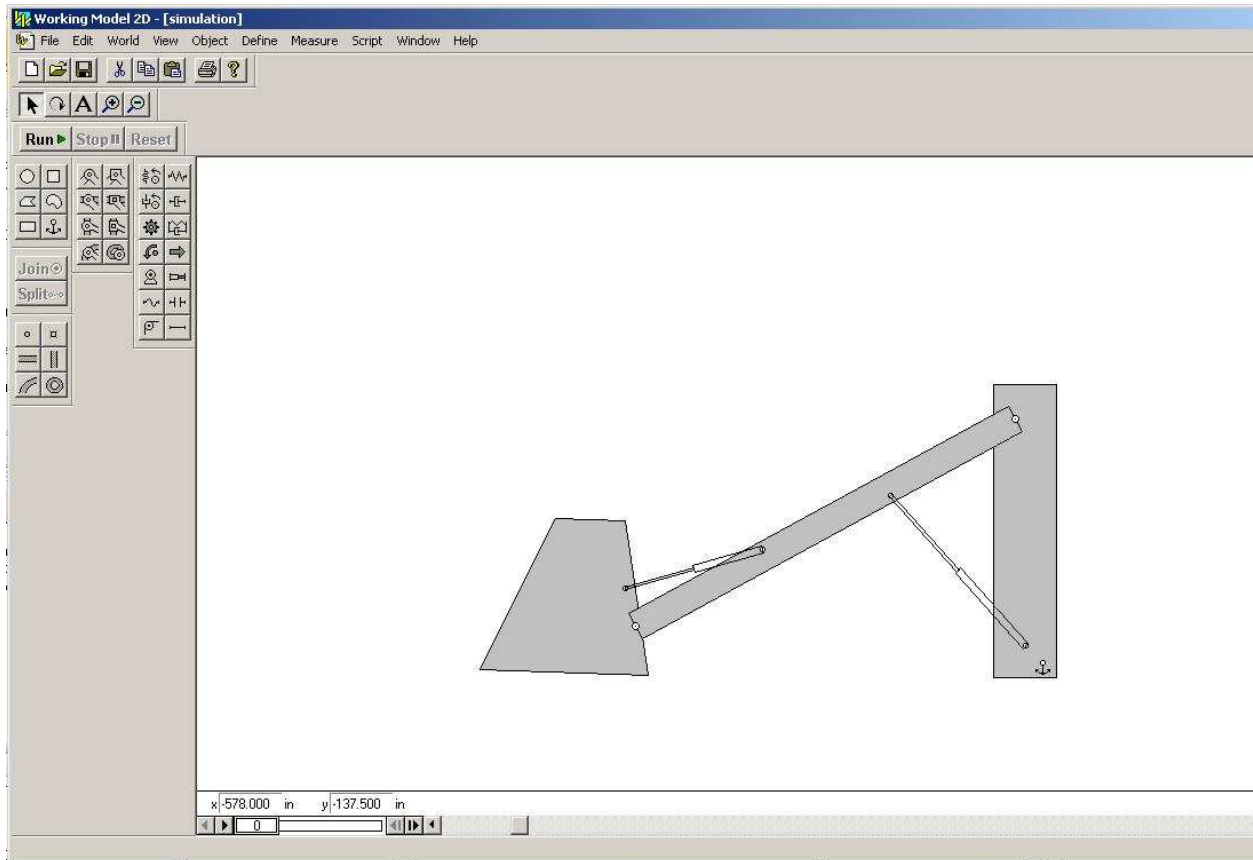 Working Model 2D - [simulation]
File Edit World View Object Define Measure Script Window Help
A
Run Stop Reset
Join
Split
x -578.000 in y -137.500 in
0